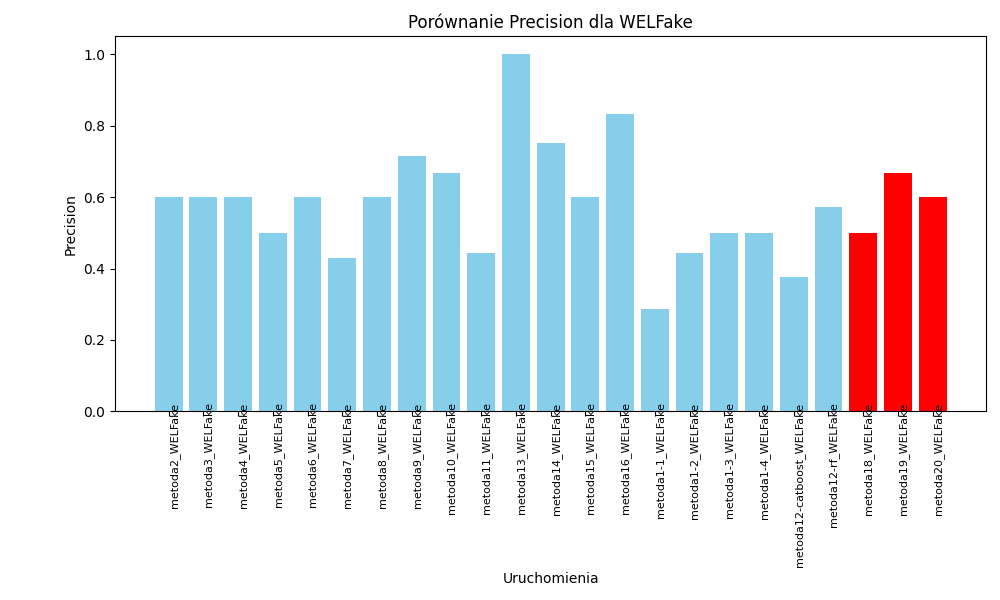 Porównanie Precision dla WELFake
1.0
0.8
0.6
0.4
0.2
0.0
Precision
metoda2_WELFake
metoda3_WELFake
metoda4_WELFake
metoda5_WELFake
metoda6_WELFake
metoda7_WELFake
metoda8_WELFake
metoda9_WELFake
metoda10_WELFake
metoda11_WELFake
metoda13_WELFake
metoda14_WELFake
metoda15_WELFake
metoda16_WELFake
metoda1-1_WELFake
metoda1-2_WELFake
metoda1-3_WELFake
metoda1-4_WELFake
metoda12-catboost_WELFake
metoda12-rf_WELFake
metoda18_WELFake
metoda19_WELFake
metoda20_WELFake
Uruchomienia